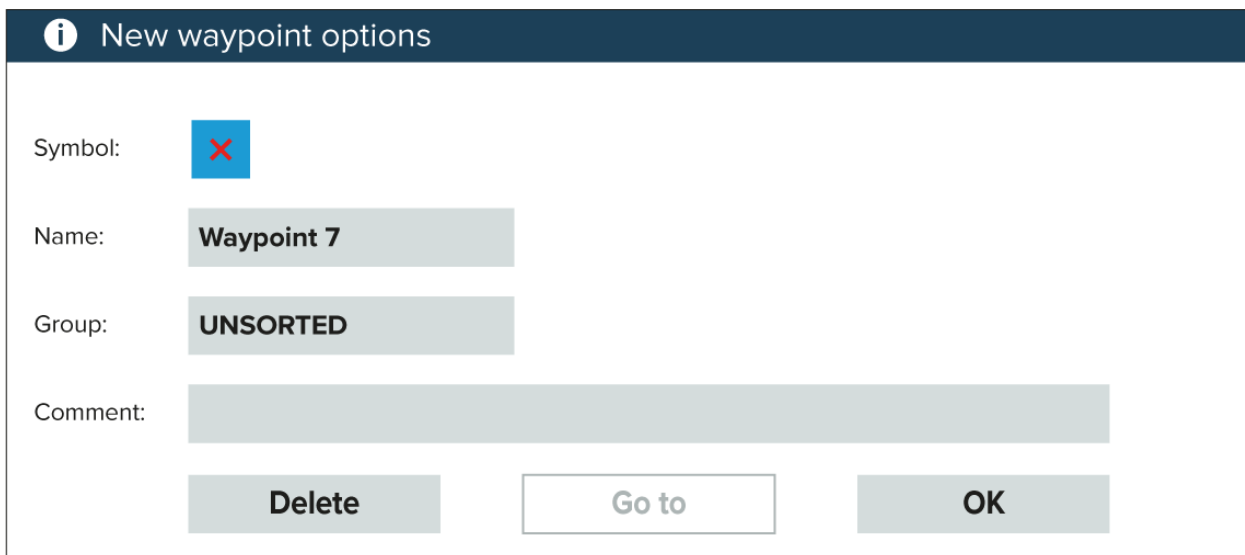 New waypoint options
Symbol:
Name: Waypoint 7
Group: UNSORTED
Comment:
Delete Go to OK